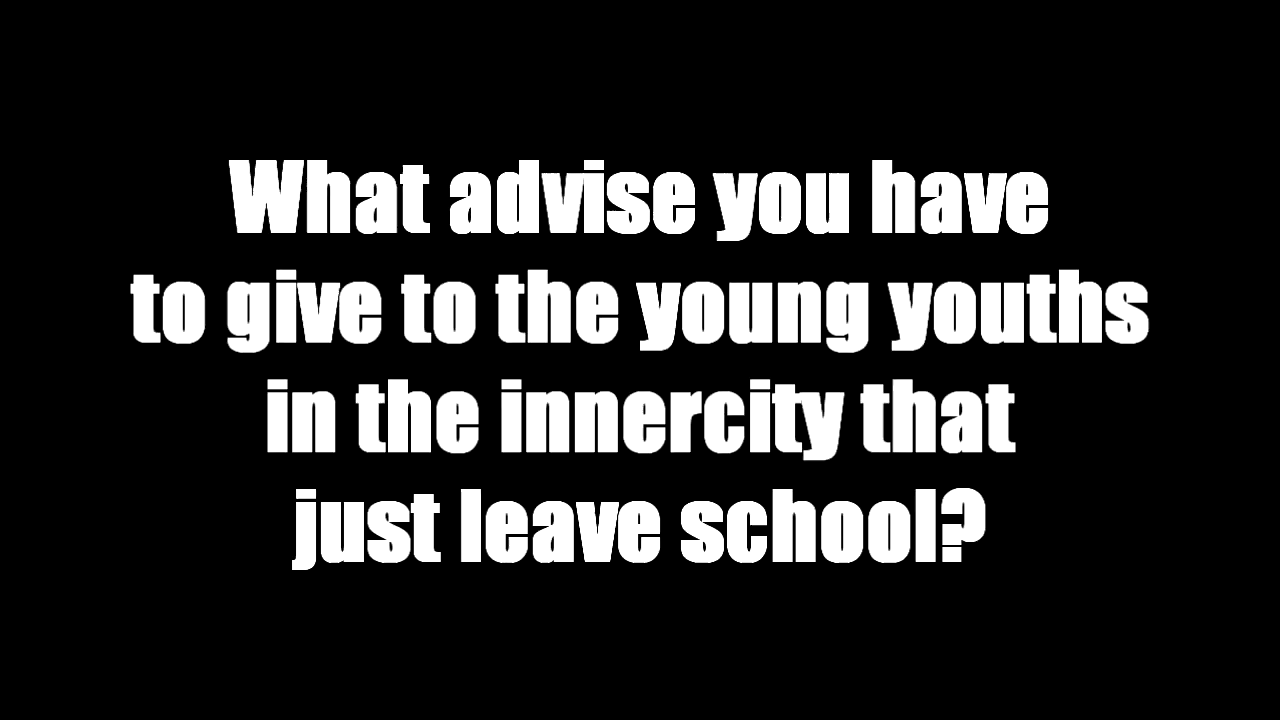 What advise you have
to give to the young youths
in the innercity that
just leave school?